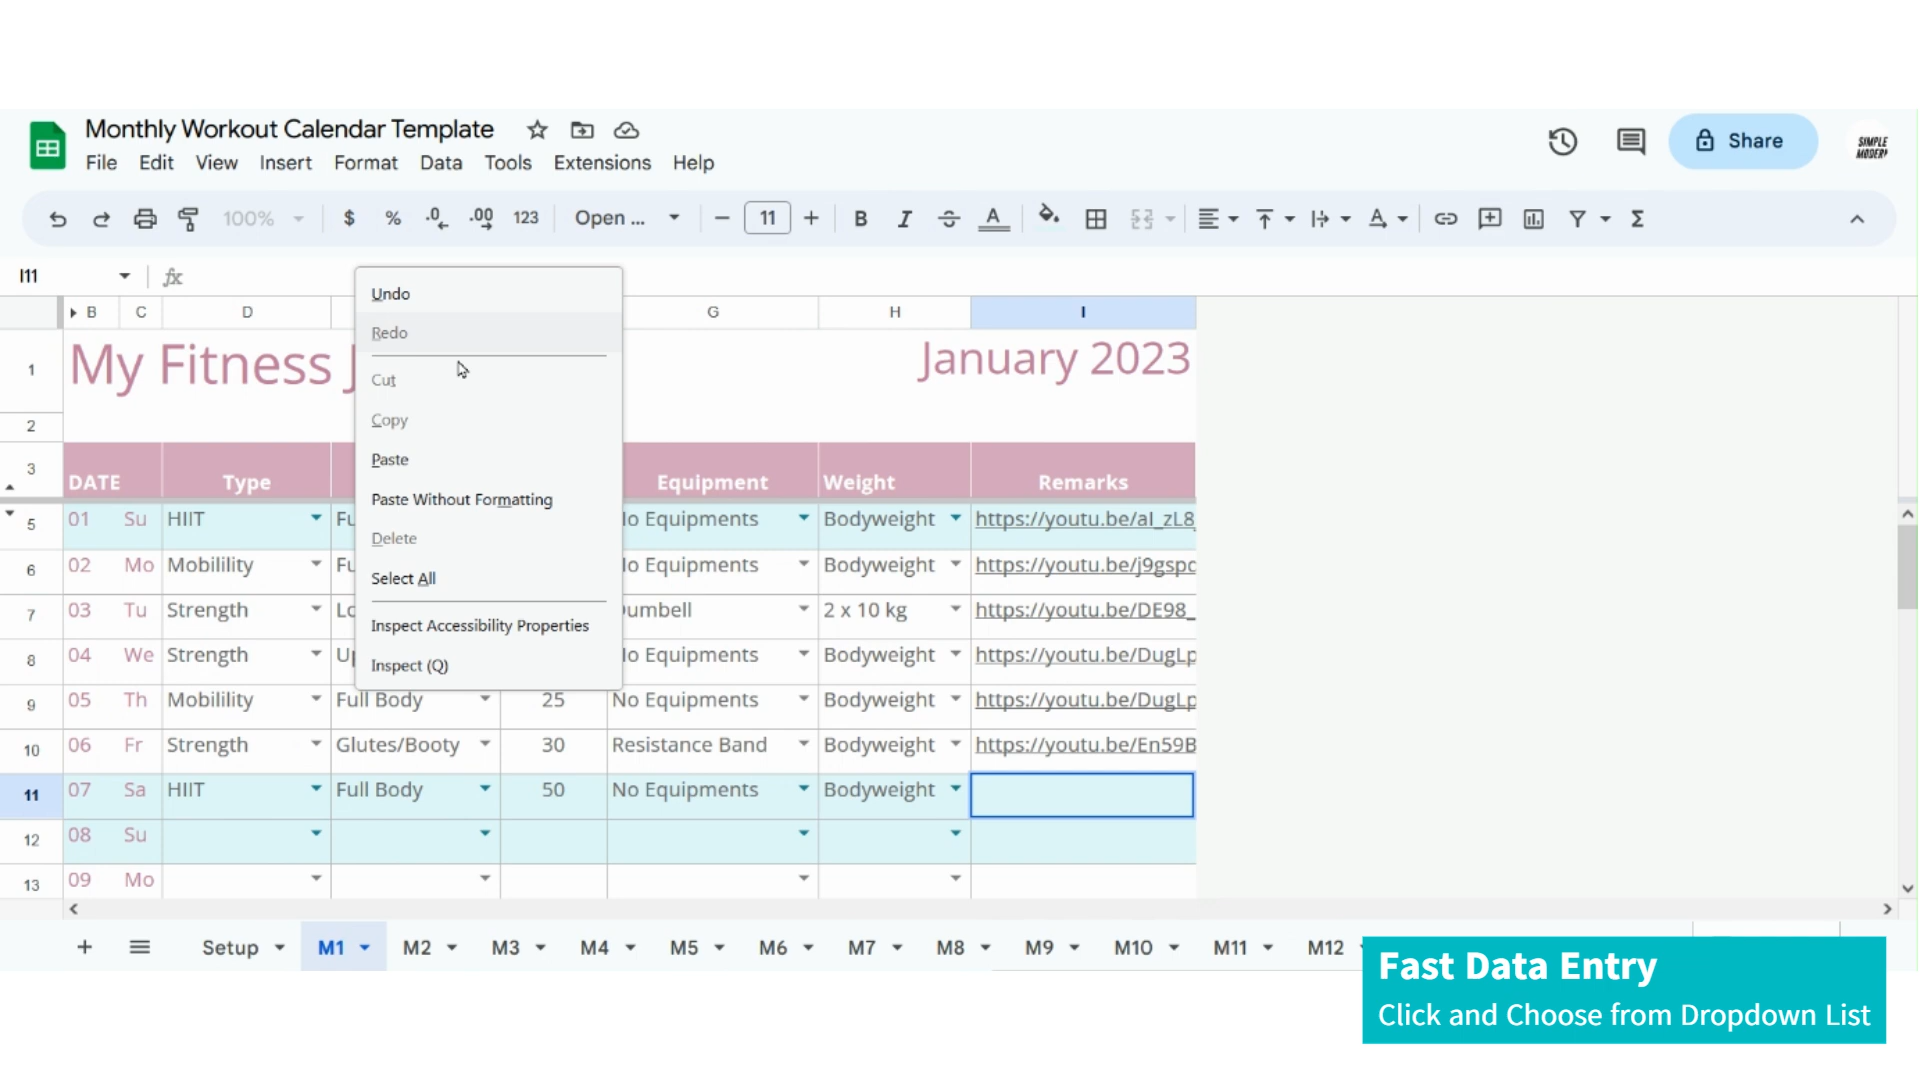 Monthly Workout Calendar Template
SIMPLE
MODERN
Share
File Edit View Insert Format Data Tools Extensions Help
100% $ % .0 .00 123 Open ... 11 B I A A
I11 fx
B C D G H I
1 My Fitness January 2023
2
3 DATE Type Equipment Weight Remarks
5 01 Su HIIT Fu o Equipments Bodyweight https://youtu.be/al_zL8
6 02 Mo Mobilility Fu o Equipments Bodyweight https://youtu.be/j9gspc
7 03 Tu Strength Lo umbell 2 x 10 kg https://youtu.be/DE98_
8 04 We Strength Up o Equipments Bodyweight https://youtu.be/DugLp
9 05 Th Mobilility Full Body 25 No Equipments Bodyweight https://youtu.be/DugLp
10 06 Fr Strength Glutes/Booty 30 Resistance Band Bodyweight https://youtu.be/En59B
11 07 Sa HIIT Full Body 50 No Equipments Bodyweight
12 08 Su
13 09 Mo
Undo
Redo
Cut
Copy
Paste
Paste Without Formatting
Delete
Select All
Inspect Accessibility Properties
Inspect (Q)
Setup M1 M2 M3 M4 M5 M6 M7 M8 M9 M10 M11 M12
Fast Data Entry
Click and Choose from Dropdown List